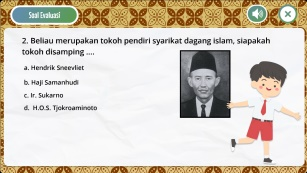 Soal Evaluasi
2. Beliau merupakan tokoh pendiri syarikat dagang islam, siapakah
tokoh disamping ....
a. Hendrik Sneevliet
b. Haji Samanhudi
c. Ir. Sukarno
d. H.O.S. Tjokroaminoto